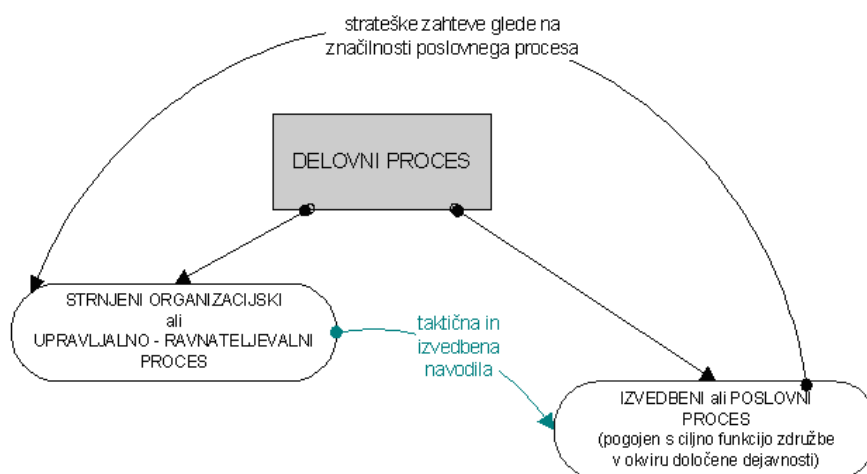 strateške zahteve glede na
značilnosti poslovnega procesa
DELOVNI PROCES
STRNJENI ORGANIZACIJSKI
ali
UPRAVLJALNO - RAVNATELJEVALNI
PROCES
taktična in
izvedbena
navodila
IZVEDBENI ali POSLOVNI
PROCES
(pogojen s ciljno funkcijo združbe
v okviru določene dejavnosti)